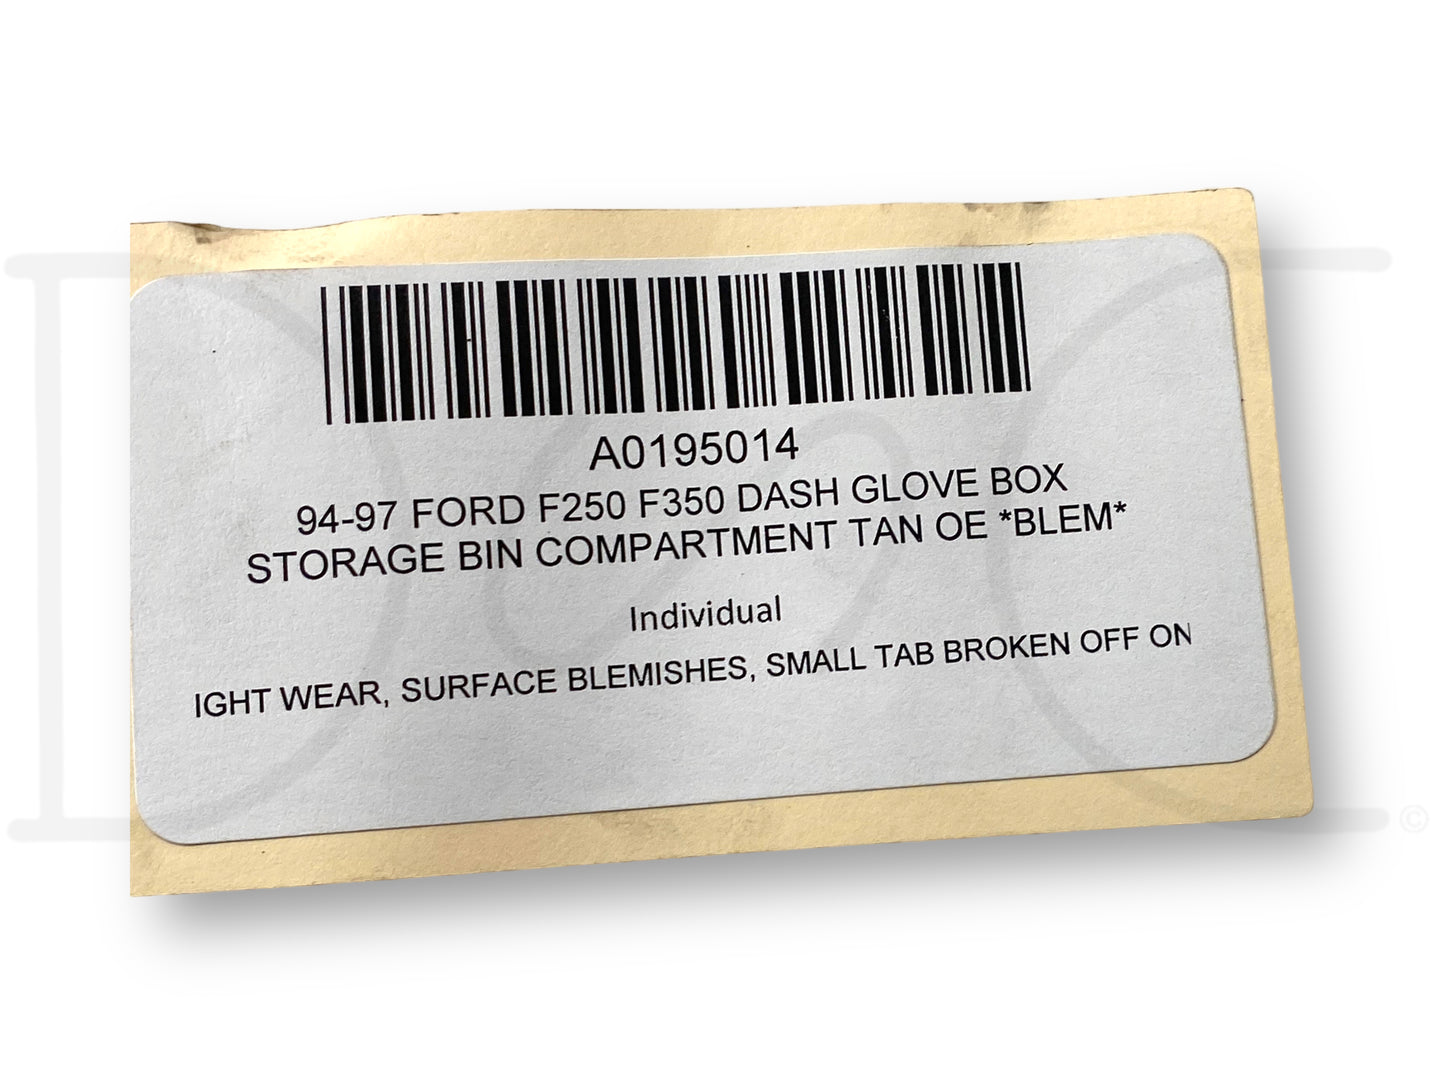 A0195014
94-97 FORD F250 F350 DASH GLOVE BOX
STORAGE BIN COMPARTMENT TAN OE *BLEM*
Individual
IGHT WEAR, SURFACE BLEMISHES, SMALL TAB BROKEN OFF ON
©